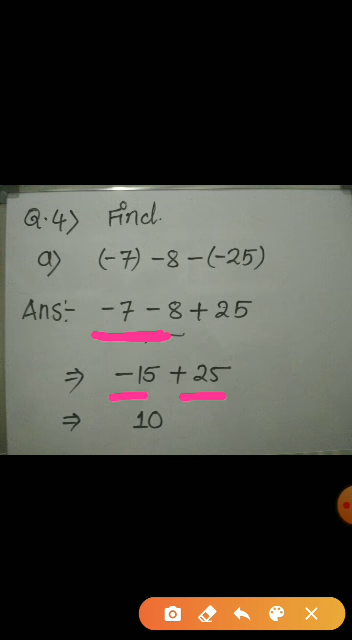 Q.4) Find.
a) (-7) -8 -(-25)
Ans:- -7 - 8 + 25
⇒ -15 + 25
⇒ 10